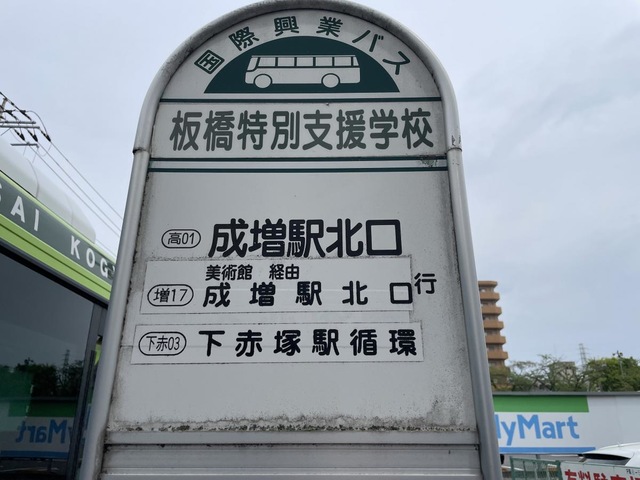 国際興業バス
板橋特別支援学校
高01 成増駅北口
美術館 経由
増17 成増駅北口行
下赤03 下赤塚駅循環
SAI KOG
lyMart
yMart